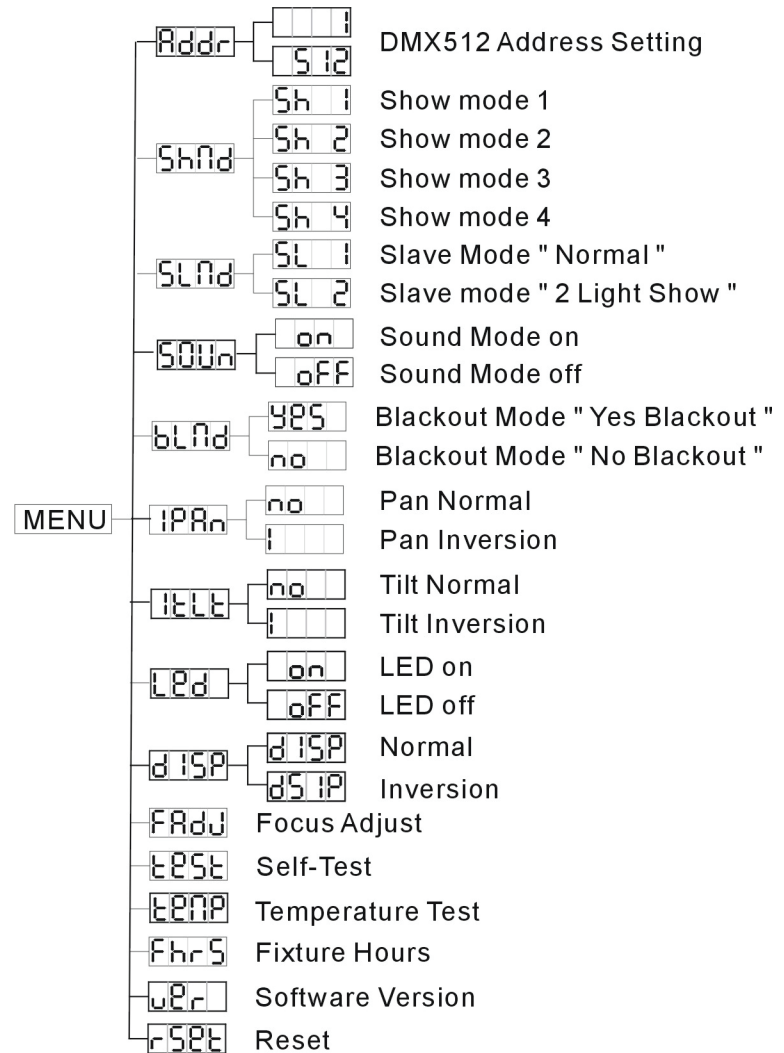 Addr 1
512 DMX512 Address Setting
Sh 1 Show mode 1
Sh 2 Show mode 2
ShMd
Sh 3 Show mode 3
Sh 4 Show mode 4
SL 1 Slave Mode " Normal "
SLMd
SL 2 Slave mode " 2 Light Show "
on Sound Mode on
SOUn
oFF Sound Mode off
yes Blackout Mode " Yes Blackout "
bLMd
no Blackout Mode " No Blackout "
no Pan Normal
MENU 1PAn
1 Pan Inversion
no Tilt Normal
1tLt
1 Tilt Inversion
on LED on
Led
oFF LED off
d1SP Normal
d1SP
dS1P Inversion
FAdJ Focus Adjust
teSt Self-Test
teMP Temperature Test
FhrS Fixture Hours
ver Software Version
rSet Reset